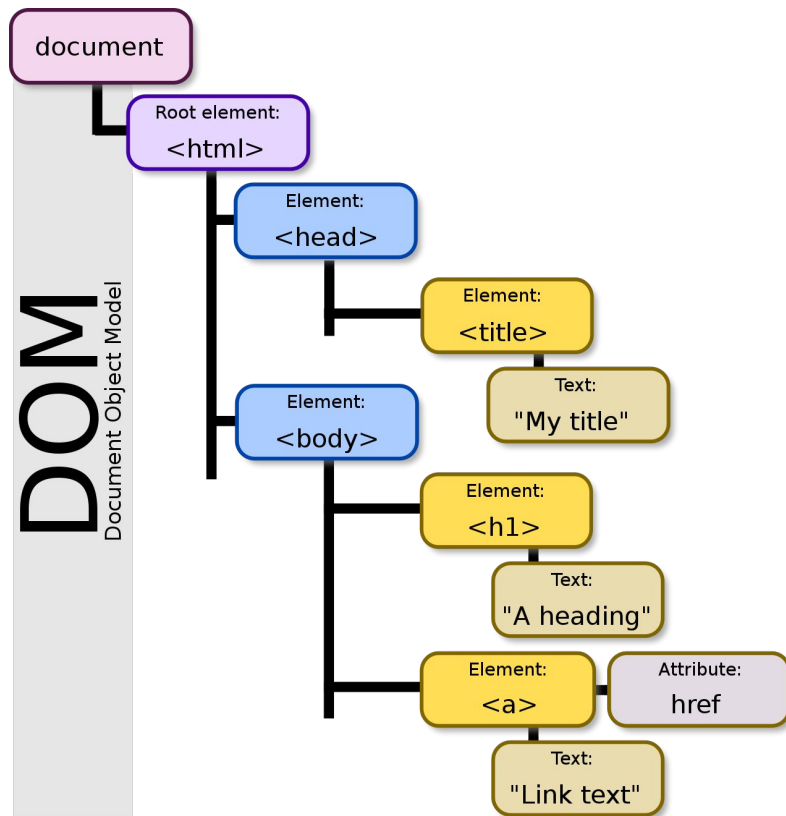 document
Root element:
<html>
Element:
<head>
Element:
<title>
Text:
"My title"
Element:
<body>
Element:
<h1>
Text:
"A heading"
Element:
<a>
Attribute:
href
Text:
"Link text"
DOM
Document Object Model